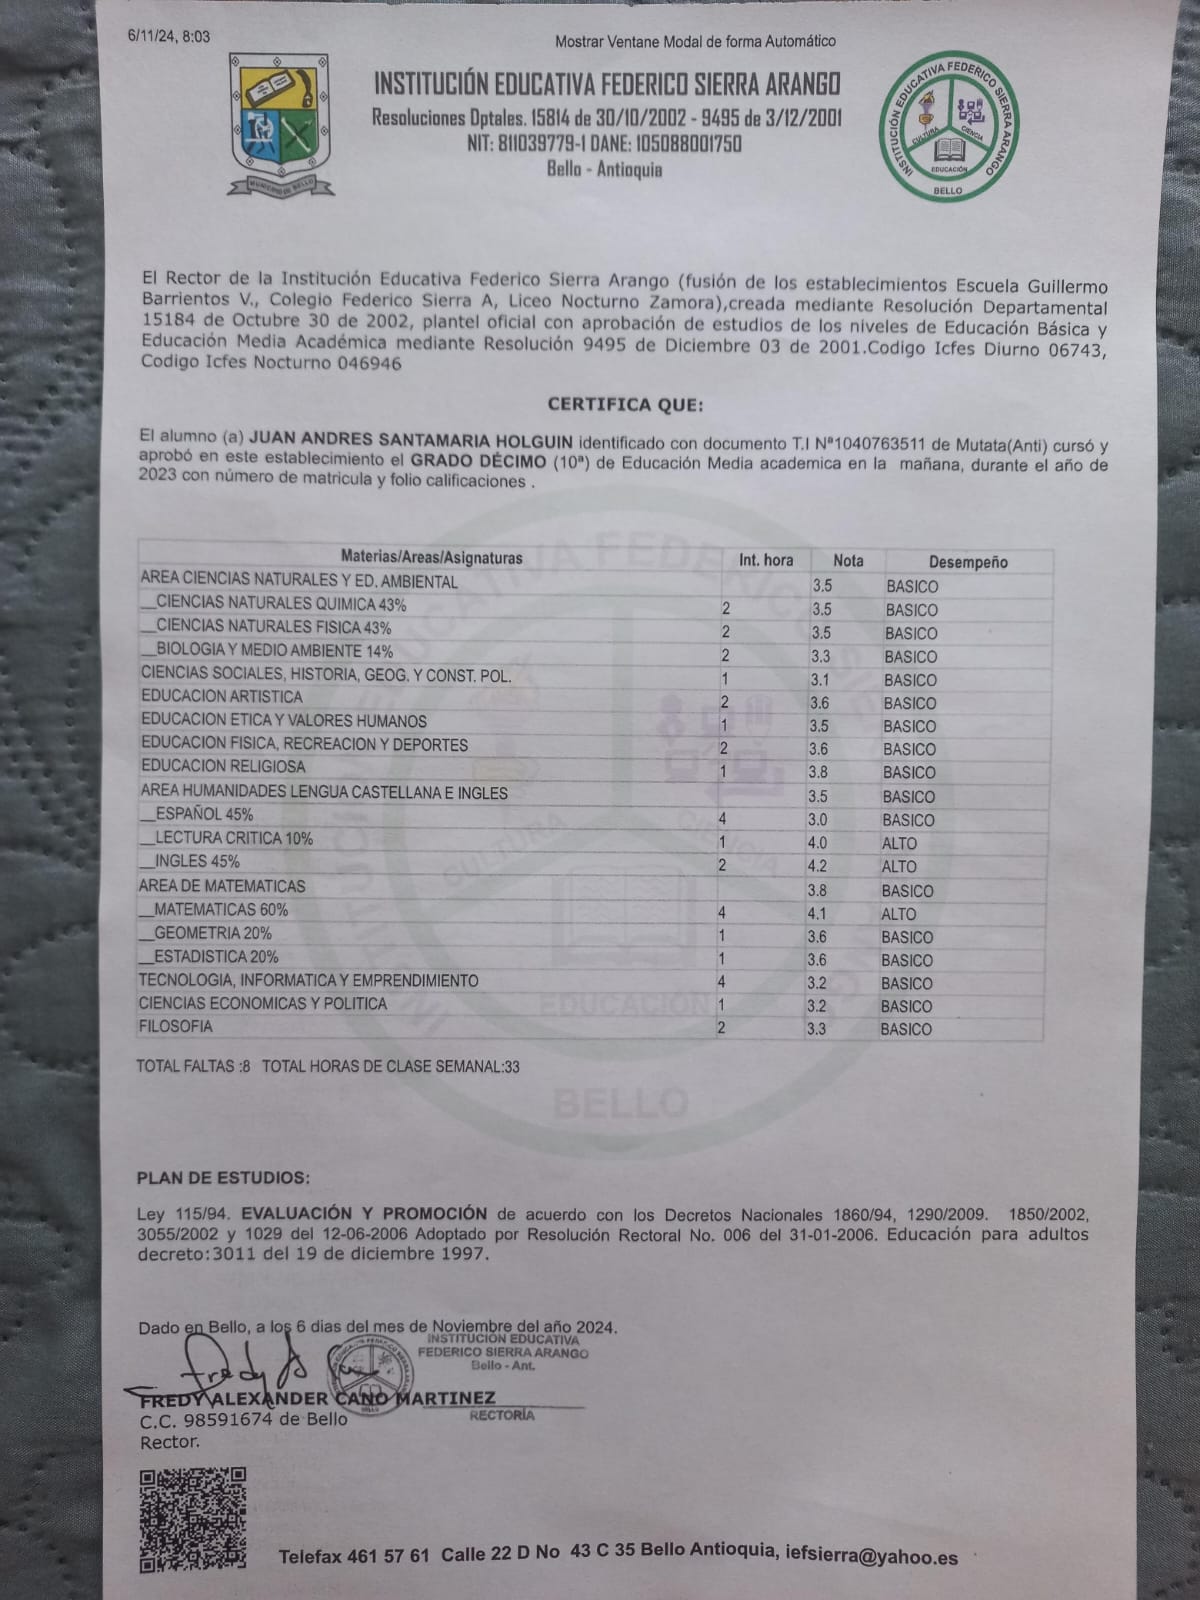 6/11/24, 8:03
Mostrar Ventane Modal de forma Automático
INSTITUCIÓN EDUCATIVA FEDERICO SIERRA ARANGO
Resoluciones Dptales. 15814 de 30/10/2002 - 9495 de 3/12/2001
NIT: 811039779-1 DANE: 105088001750
Bello - Antioquia
MUNICIPIO DE BELLO
INSTITUCIÓN EDUCATIVA FEDERICO SIERRA ARANGO
CULTURA
CIENCIA
EDUCACIÓN
BELLO
El Rector de la Institución Educativa Federico Sierra Arango (fusión de los establecimientos Escuela Guillermo
Barrientos V., Colegio Federico Sierra A, Liceo Nocturno Zamora),creada mediante Resolución Departamental
15184 de Octubre 30 de 2002, plantel oficial con aprobación de estudios de los niveles de Educación Básica y
Educación Media Académica mediante Resolución 9495 de Diciembre 03 de 2001.Codigo Icfes Diurno 06743,
Codigo Icfes Nocturno 046946
CERTIFICA QUE:
El alumno (a) JUAN ANDRES SANTAMARIA HOLGUIN identificado con documento T.I Nª1040763511 de Mutata(Anti) cursó y
aprobó en este establecimiento el GRADO DÉCIMO (10ª) de Educación Media academica en la mañana, durante el año de
2023 con número de matricula y folio calificaciones .
Materias/Areas/Asignaturas Int. hora Nota Desempeño
AREA CIENCIAS NATURALES Y ED. AMBIENTAL 3.5 BASICO
__CIENCIAS NATURALES QUIMICA 43% 2 3.5 BASICO
__CIENCIAS NATURALES FISICA 43% 2 3.5 BASICO
__BIOLOGIA Y MEDIO AMBIENTE 14% 2 3.3 BASICO
CIENCIAS SOCIALES, HISTORIA, GEOG. Y CONST. POL. 1 3.1 BASICO
EDUCACION ARTISTICA 2 3.6 BASICO
EDUCACION ETICA Y VALORES HUMANOS 1 3.5 BASICO
EDUCACION FISICA, RECREACION Y DEPORTES 2 3.6 BASICO
EDUCACION RELIGIOSA 1 3.8 BASICO
AREA HUMANIDADES LENGUA CASTELLANA E INGLES 3.5 BASICO
__ESPAÑOL 45% 4 3.0 BASICO
__LECTURA CRITICA 10% 1 4.0 ALTO
__INGLES 45% 2 4.2 ALTO
AREA DE MATEMATICAS 3.8 BASICO
__MATEMATICAS 60% 4 4.1 ALTO
__GEOMETRIA 20% 1 3.6 BASICO
__ESTADISTICA 20% 1 3.6 BASICO
TECNOLOGIA, INFORMATICA Y EMPRENDIMIENTO 4 3.2 BASICO
CIENCIAS ECONOMICAS Y POLITICA 1 3.2 BASICO
FILOSOFIA 2 3.3 BASICO
TOTAL FALTAS :8 TOTAL HORAS DE CLASE SEMANAL:33
BELLO
PLAN DE ESTUDIOS:
Ley 115/94. EVALUACIÓN Y PROMOCIÓN de acuerdo con los Decretos Nacionales 1860/94, 1290/2009. 1850/2002,
3055/2002 y 1029 del 12-06-2006 Adoptado por Resolución Rectoral No. 006 del 31-01-2006. Educación para adultos
decreto:3011 del 19 de diciembre 1997.
Dado en Bello, a los 6 dias del mes de Noviembre del año 2024.
INSTITUCIÓN EDUCATIVA
FEDERICO SIERRA ARANGO
Bello - Ant.
RECTORÍA
FREDY ALEXANDER CANO MARTINEZ
C.C. 98591674 de Bello
Rector.
Telefax 461 57 61 Calle 22 D No 43 C 35 Bello Antioquia, iefsierra@yahoo.es